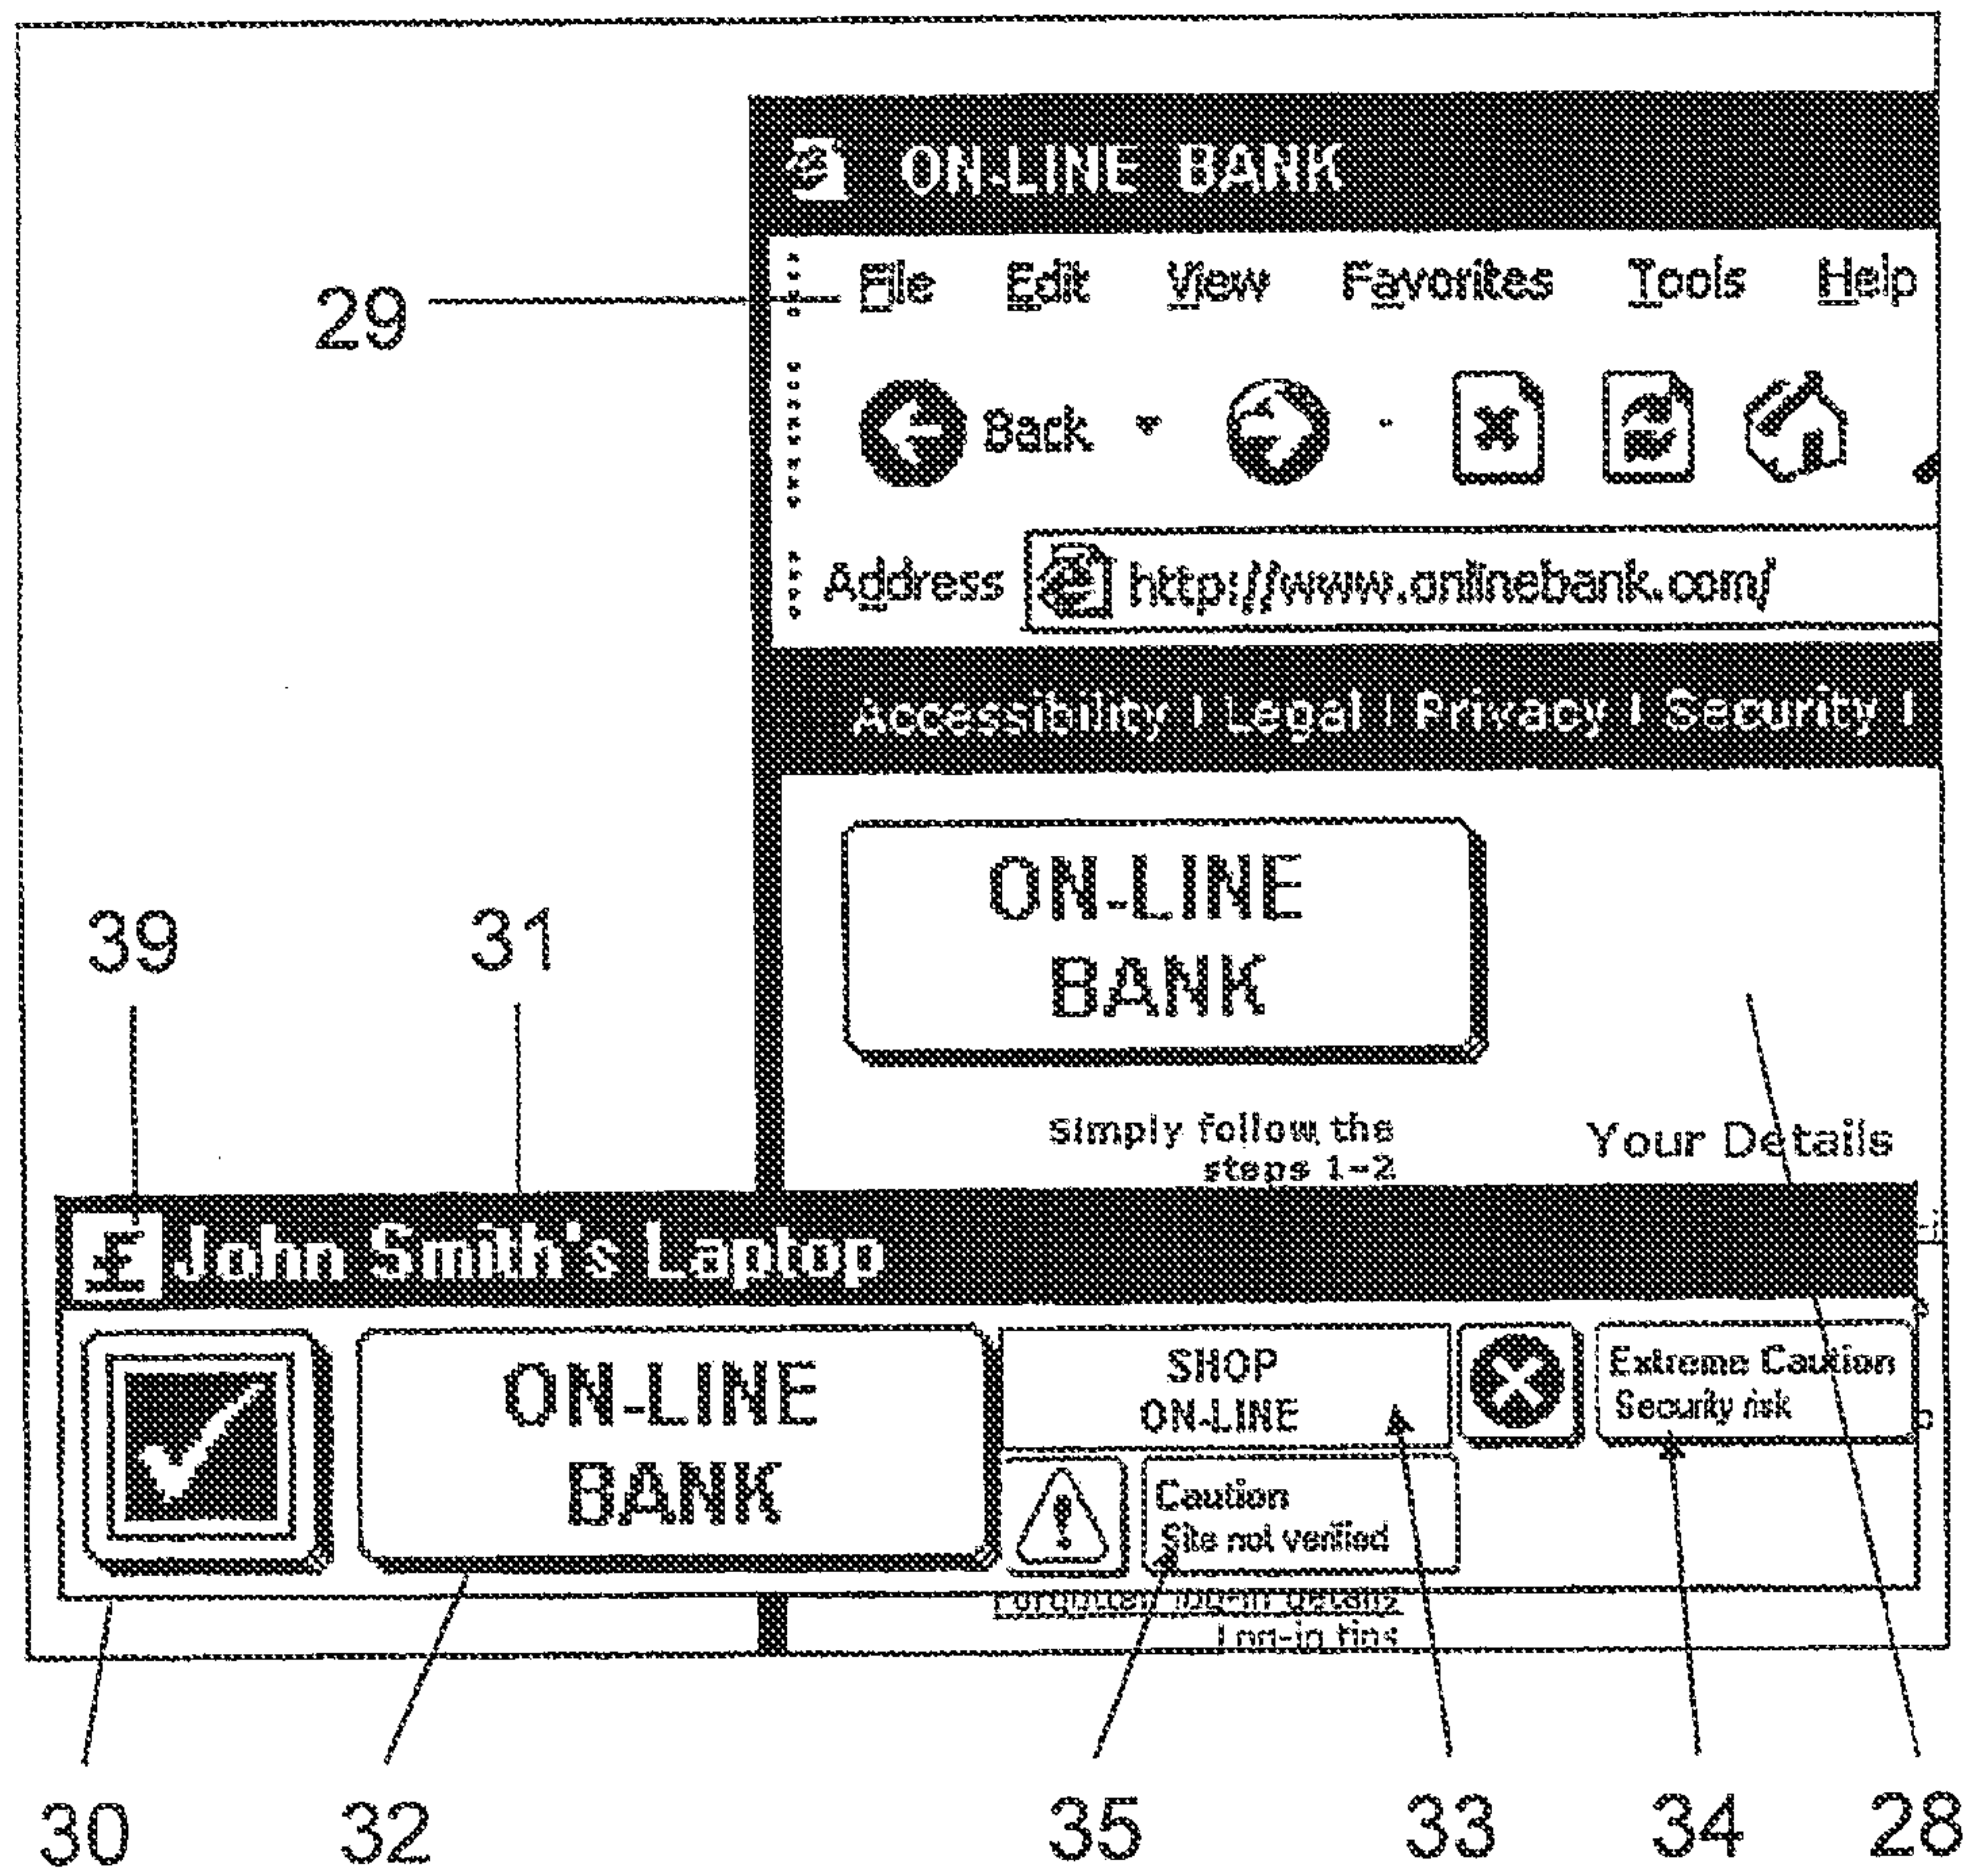 ON-LINE BANK
File Edit View Favorites Tools Help
29
Back
Address http://www.onlinebank.com/
Accessibility | Legal | Privacy | Security |
ON-LINE
BANK
39 31
Simply follow the
steps 1-2
Your Details
John Smith's Laptop
ON-LINE
BANK
SHOP
ON-LINE
Extreme Caution
Security risk
Caution
Site not verified
Log-in tips
30 32 35 33 34 28